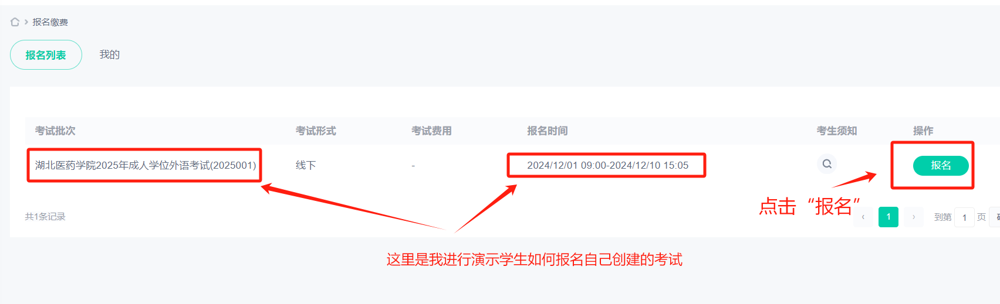 报名缴费
报名列表 我的
考试批次 考试形式 考试费用 报名时间 考生须知 操作
湖北医药学院2025年成人学位外语考试(2025001) 线下 - 2024/12/01 09:00-2024/12/10 15:05 报名
点击“报名”
共1条记录 1 到第 1 页
这里是我进行演示学生如何报名自己创建的考试